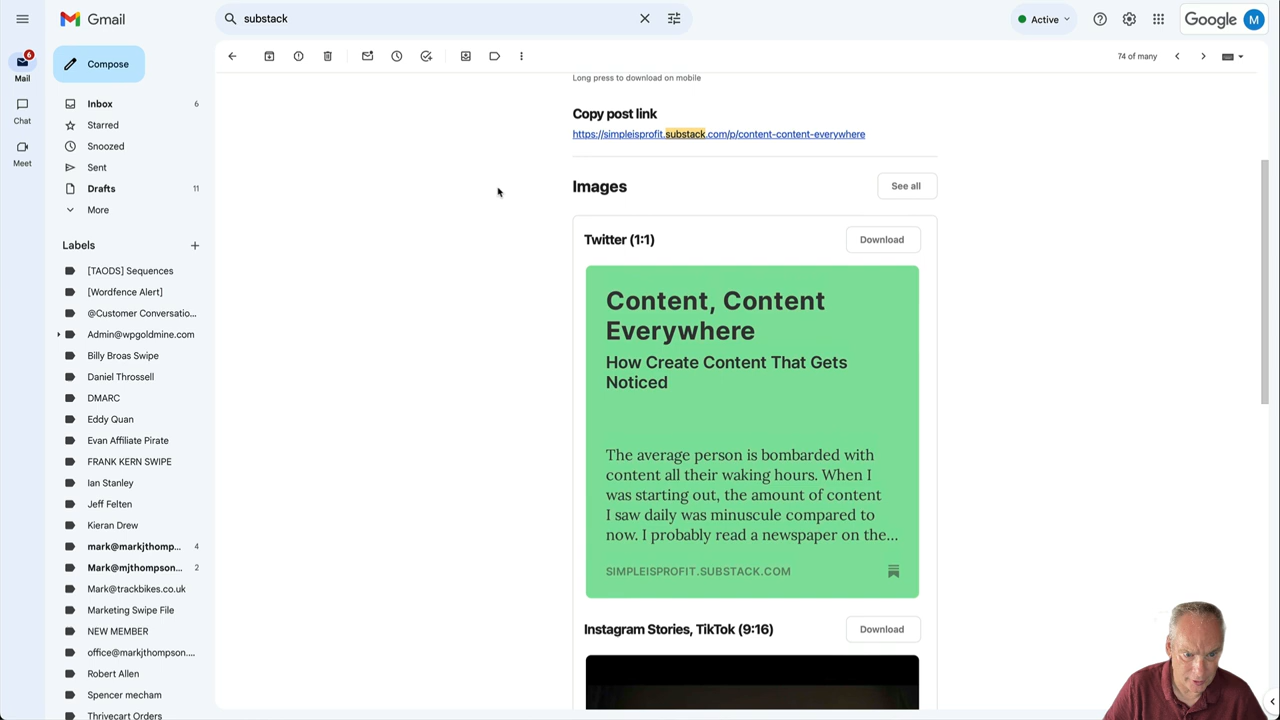 Gmail
substack
Active
Google
M
6
Mail
Compose
74 of many
Chat
Meet
Inbox 6
Starred
Snoozed
Sent
Drafts 11
More
Labels
[TAODS] Sequences
[Wordfence Alert]
@Customer Conversatio...
Admin@wpgoldmine.com
Billy Broas Swipe
Daniel Throssell
DMARC
Eddy Quan
Evan Affiliate Pirate
FRANK KERN SWIPE
Ian Stanley
Jeff Felten
Kieran Drew
mark@markjthomp... 4
Mark@mjthompson... 2
Mark@trackbikes.co.uk
Marketing Swipe File
NEW MEMBER
office@markjthompson....
Robert Allen
Spencer mecham
Thrivecart Orders
Long press to download on mobile
Copy post link
https://simpleisprofit.substack.com/p/content-content-everywhere
Images
See all
Twitter (1:1)
Download
Content, Content
Everywhere
How Create Content That Gets
Noticed
The average person is bombarded with
content all their waking hours. When I
was starting out, the amount of content
I saw daily was minuscule compared to
now. I probably read a newspaper on the...
SIMPLEISPROFIT.SUBSTACK.COM
Instagram Stories, TikTok (9:16)
Download